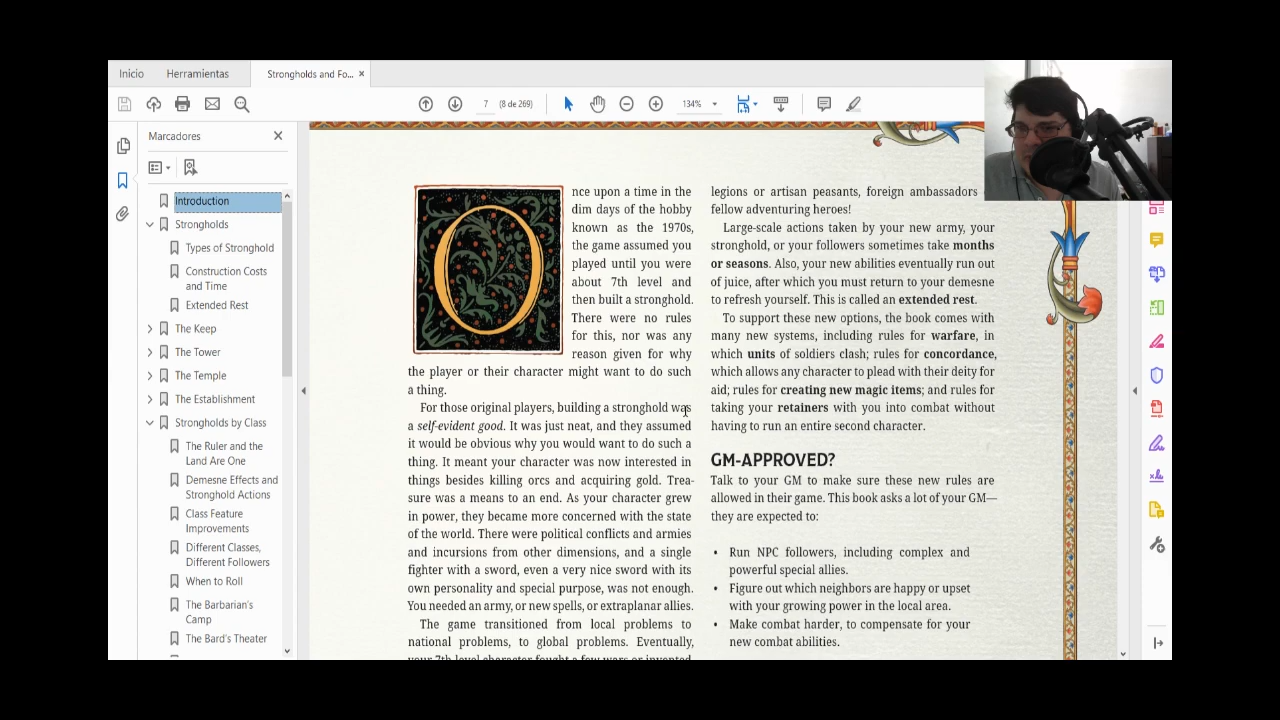 Inicio
Herramientas
Strongholds and Fo...
7
(8 de 269)
134%
Marcadores
Introduction
Strongholds
Types of Stronghold
Construction Costs
and Time
Extended Rest
The Keep
The Tower
The Temple
The Establishment
Strongholds by Class
The Ruler and the
Land Are One
Demesne Effects and
Stronghold Actions
Class Feature
Improvements
Different Classes,
Different Followers
When to Roll
The Barbarian's
Camp
The Bard's Theater
O
nce upon a time in the
dim days of the hobby
known as the 1970s,
the game assumed you
played until you were
about 7th level and
then built a stronghold.
There were no rules
for this, nor was any
reason given for why
the player or their character might want to do such
a thing.
For those original players, building a stronghold was
a self-evident good. It was just neat, and they assumed
it would be obvious why you would want to do such a
thing. It meant your character was now interested in
things besides killing orcs and acquiring gold. Trea-
sure was a means to an end. As your character grew
in power, they became more concerned with the state
of the world. There were political conflicts and armies
and incursions from other dimensions, and a single
fighter with a sword, even a very nice sword with its
own personality and special purpose, was not enough.
You needed an army, or new spells, or extraplanar allies.
The game transitioned from local problems to
national problems, to global problems. Eventually,
your 7th level character fought a few wars or invented
legions or artisan peasants, foreign ambassadors
fellow adventuring heroes!
Large-scale actions taken by your new army, your
stronghold, or your followers sometimes take months
or seasons. Also, your new abilities eventually run out
of juice, after which you must return to your demesne
to refresh yourself. This is called an extended rest.
To support these new options, the book comes with
many new systems, including rules for warfare, in
which units of soldiers clash; rules for concordance,
which allows any character to plead with their deity for
aid; rules for creating new magic items; and rules for
taking your retainers with you into combat without
having to run an entire second character.
GM-APPROVED?
Talk to your GM to make sure these new rules are
allowed in their game. This book asks a lot of your GM—
they are expected to:
• Run NPC followers, including complex and
powerful special allies.
• Figure out which neighbors are happy or upset
with your growing power in the local area.
• Make combat harder, to compensate for your
new combat abilities.